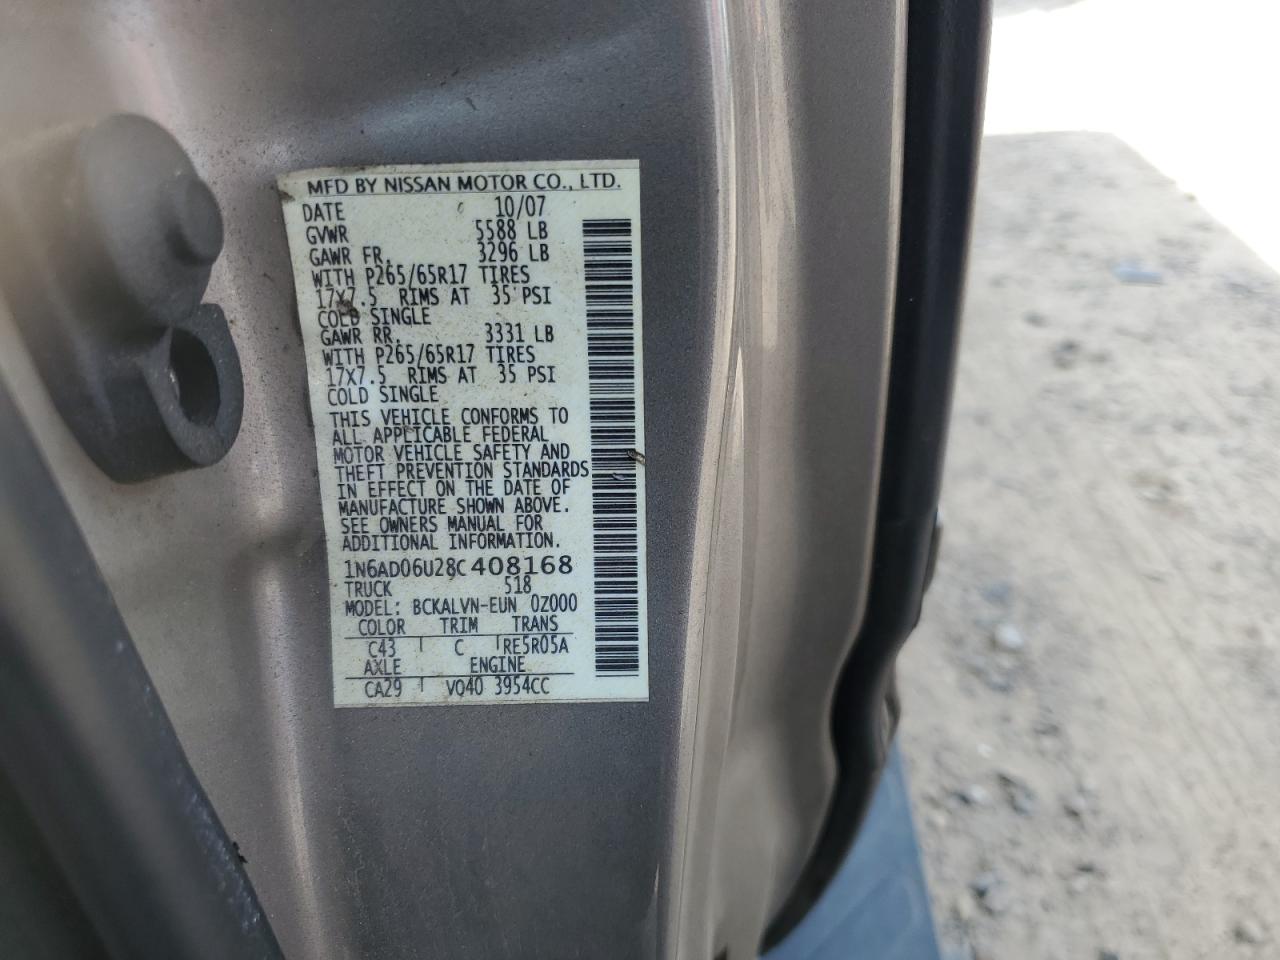 MFD BY NISSAN MOTOR CO., LTD.
DATE 10/07
GVWR 5588 LB
GAWR FR. 3296 LB
WITH P265/65R17 TIRES
17X7.5 RIMS AT 35 PSI
COLD SINGLE
GAWR RR. 3331 LB
WITH P265/65R17 TIRES
17X7.5 RIMS AT 35 PSI
COLD SINGLE
THIS VEHICLE CONFORMS TO
ALL APPLICABLE FEDERAL
MOTOR VEHICLE SAFETY AND
THEFT PREVENTION STANDARDS
IN EFFECT ON THE DATE OF
MANUFACTURE SHOWN ABOVE.
SEE OWNERS MANUAL FOR
ADDITIONAL INFORMATION.
1N6AD06U28C408168
TRUCK 518
MODEL: BCKALVN-EUN 0Z000
COLOR TRIM TRANS
C43 C RE5R05A
AXLE ENGINE
CA29 VQ40 3954CC